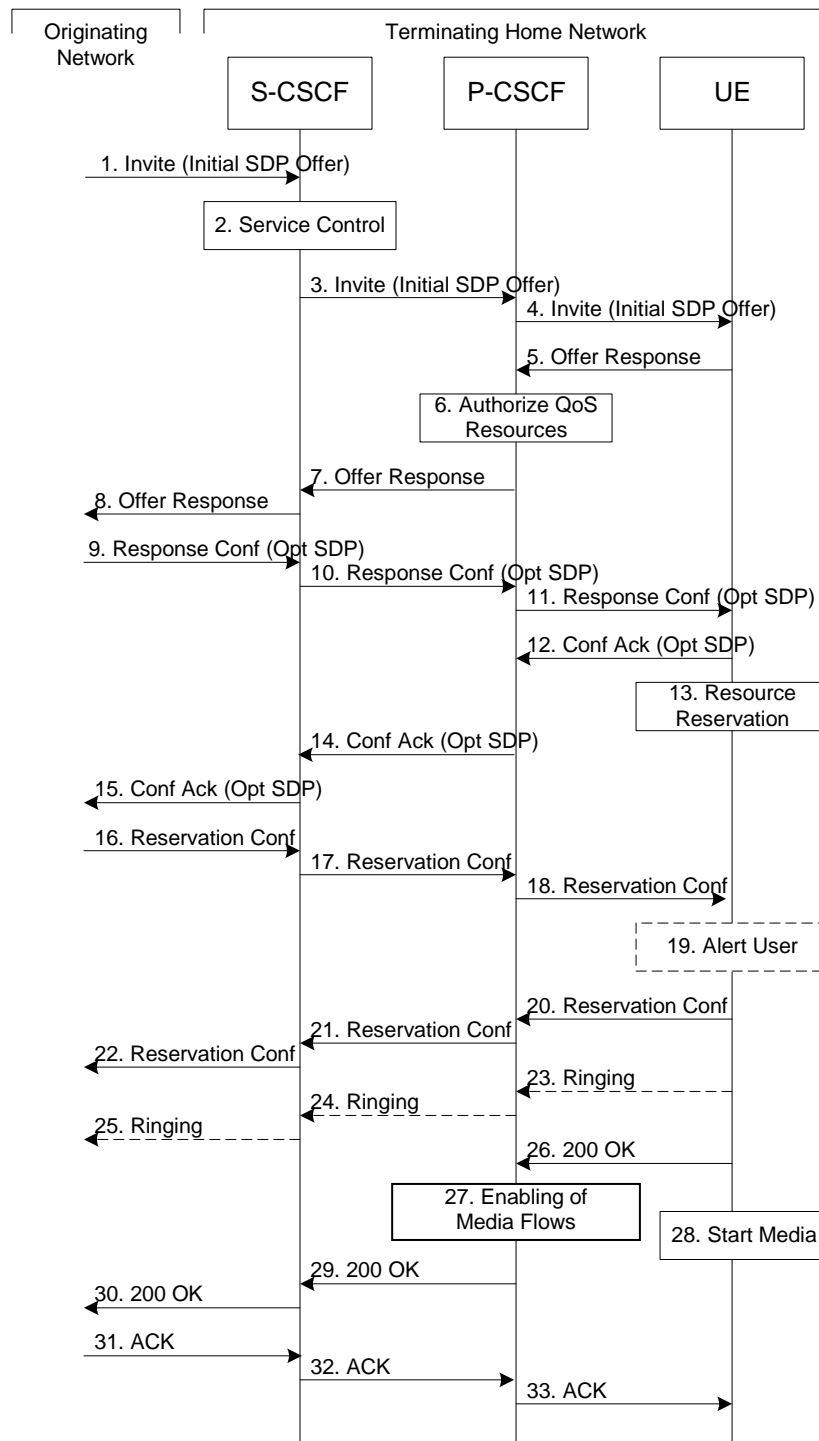 Originating
Network
Terminating Home Network
S-CSCF
P-CSCF
UE
1. Invite (Initial SDP Offer)
2. Service Control
3. Invite (Initial SDP Offer)
4. Invite (Initial SDP Offer)
5. Offer Response
6. Authorize QoS
Resources
7. Offer Response
8. Offer Response
9. Response Conf (Opt SDP)
10. Response Conf (Opt SDP)
11. Response Conf (Opt SDP)
12. Conf Ack (Opt SDP)
13. Resource
Reservation
14. Conf Ack (Opt SDP)
15. Conf Ack (Opt SDP)
16. Reservation Conf
17. Reservation Conf
18. Reservation Conf
19. Alert User
20. Reservation Conf
21. Reservation Conf
22. Reservation Conf
23. Ringing
24. Ringing
25. Ringing
26. 200 OK
27. Enabling of
Media Flows
28. Start Media
29. 200 OK
30. 200 OK
31. ACK
32. ACK
33. ACK